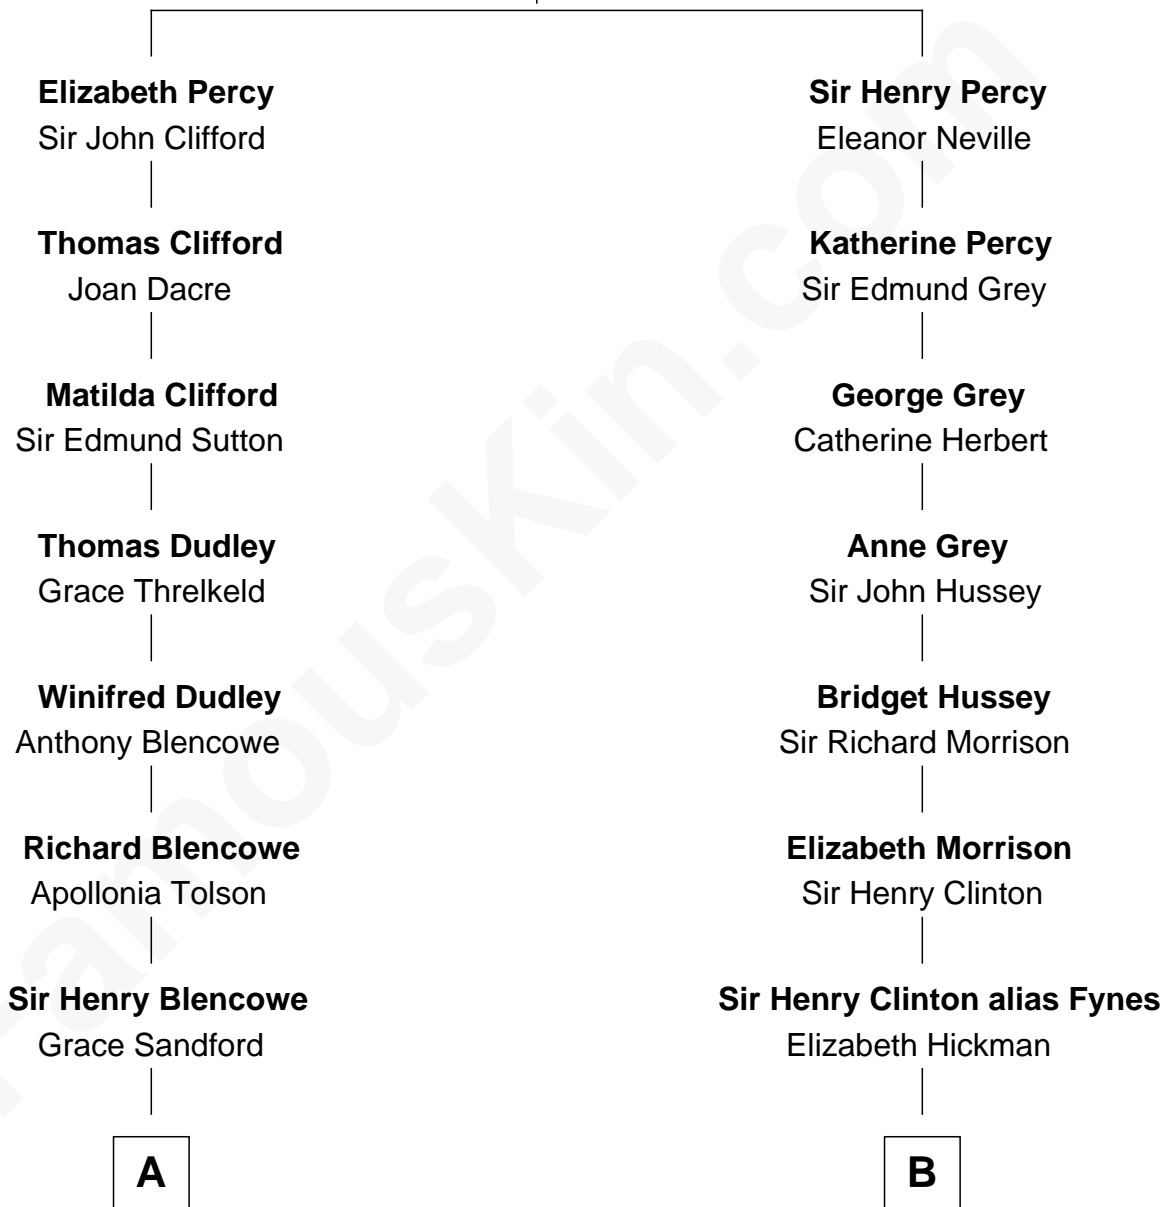 Elizabeth Percy
Sir John Clifford
Thomas Clifford
Joan Dacre
Matilda Clifford
Sir Edmund Sutton
Thomas Dudley
Grace Threlkeld
Winifred Dudley
Anthony Blencowe
Richard Blencowe
Apollonia Tolson
Sir Henry Blencowe
Grace Sandford
A
Sir Henry Percy
Eleanor Neville
Katherine Percy
Sir Edmund Grey
George Grey
Catherine Herbert
Anne Grey
Sir John Hussey
Bridget Hussey
Sir Richard Morrison
Elizabeth Morrison
Sir Henry Clinton
Sir Henry Clinton alias Fynes
Elizabeth Hickman
B
FamousKin.com